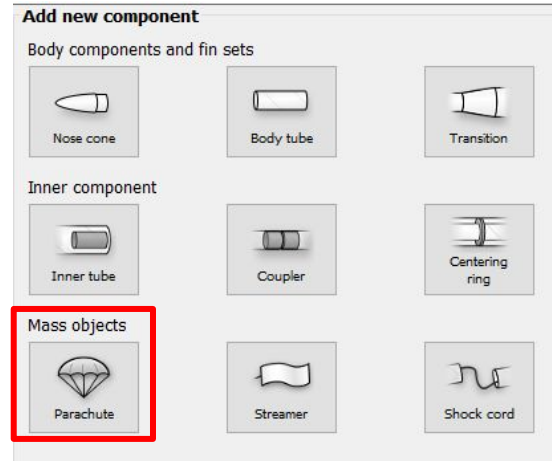 Add new component
Body components and fin sets
Nose cone
Body tube
Transition
Inner component
Inner tube
Coupler
Centering
ring
Mass objects
Parachute
Streamer
Shock cord